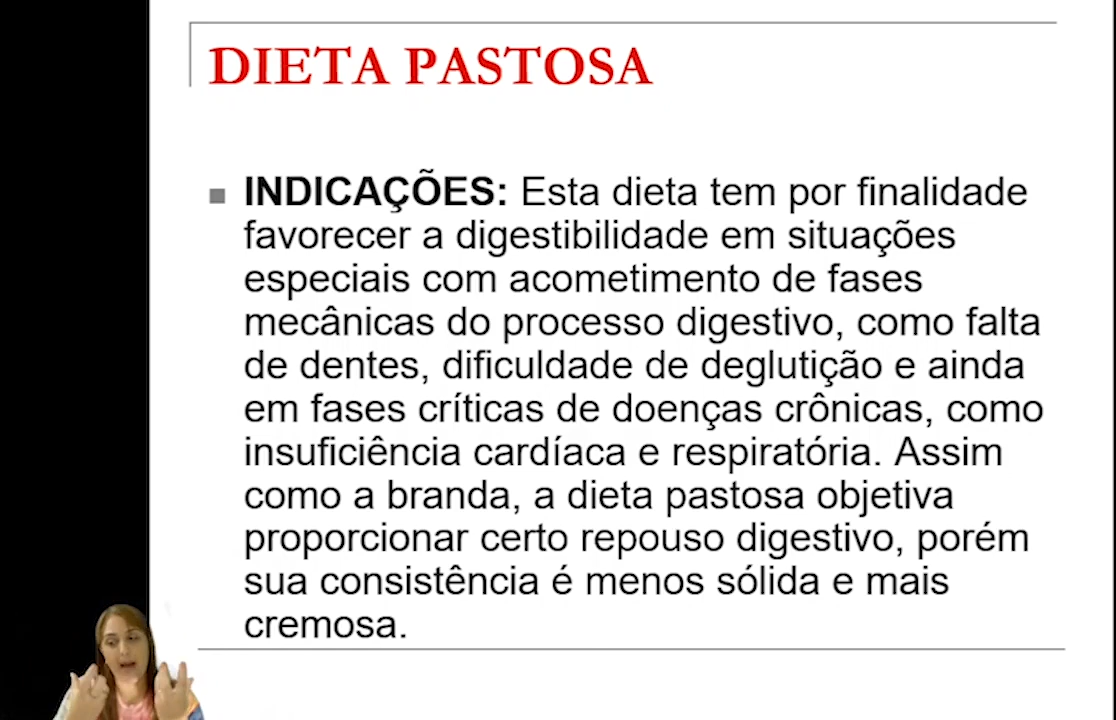 DIETA PASTOSA
INDICAÇÕES: Esta dieta tem por finalidade
favorecer a digestibilidade em situações
especiais com acometimento de fases
mecânicas do processo digestivo, como falta
de dentes, dificuldade de deglutição e ainda
em fases críticas de doenças crônicas, como
insuficiência cardíaca e respiratória. Assim
como a branda, a dieta pastosa objetiva
proporcionar certo repouso digestivo, porém
sua consistência é menos sólida e mais
cremosa.